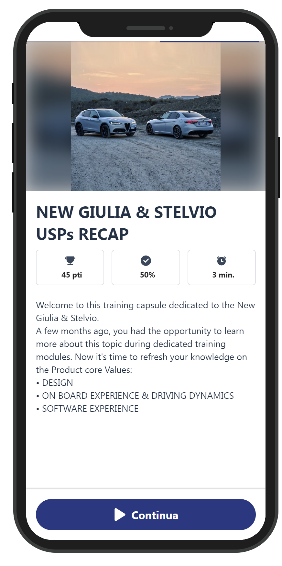 NEW GIULIA & STELVIO
USPs RECAP
45 pti
50%
3 min.
Welcome to this training capsule dedicated to the New
Giulia & Stelvio.
A few months ago, you had the opportunity to learn
more about this topic during dedicated training
modules. Now it's time to refresh your knowledge on
the Product core Values:
• DESIGN
• ON BOARD EXPERIENCE & DRIVING DYNAMICS
• SOFTWARE EXPERIENCE
Continua